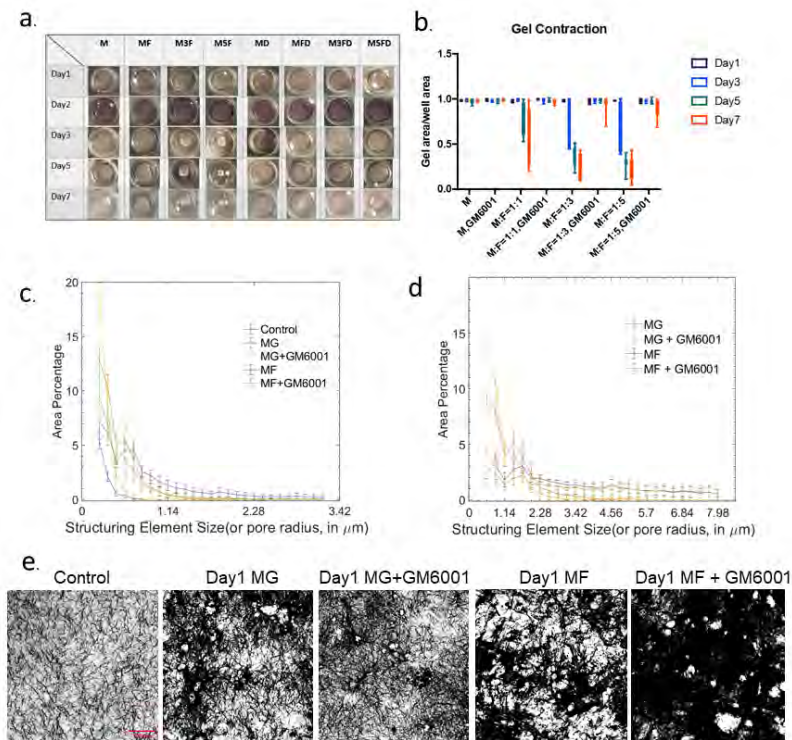 a.
M MF M3F M5F MD MFD M3FD M5FD
Day1
Day2
Day3
Day5
Day7
b.
Gel Contraction
Gel area/well area
1.5
1.0
0.5
0.0
M
M,GM6001
M:F=1:1
M:F=1:1,GM6001
M:F=1:3
M:F=1:3,GM6001
M:F=1:5
M:F=1:5,GM6001
Day1
Day3
Day5
Day7
c.
Area Percentage
20
15
10
5
0
0 1.14 2.28 3.42
Structuring Element Size(or pore radius, in μm)
Control
MG
MG+GM6001
MF
MF+GM6001
d.
Area Percentage
15
10
5
0
0 1.14 2.28 3.42 4.56 5.7 6.84 7.98
Structuring Element Size(or pore radius, in μm)
MG
MG + GM6001
MF
MF + GM6001
e.
Control Day1 MG Day1 MG+GM6001 Day1 MF Day1 MF + GM6001